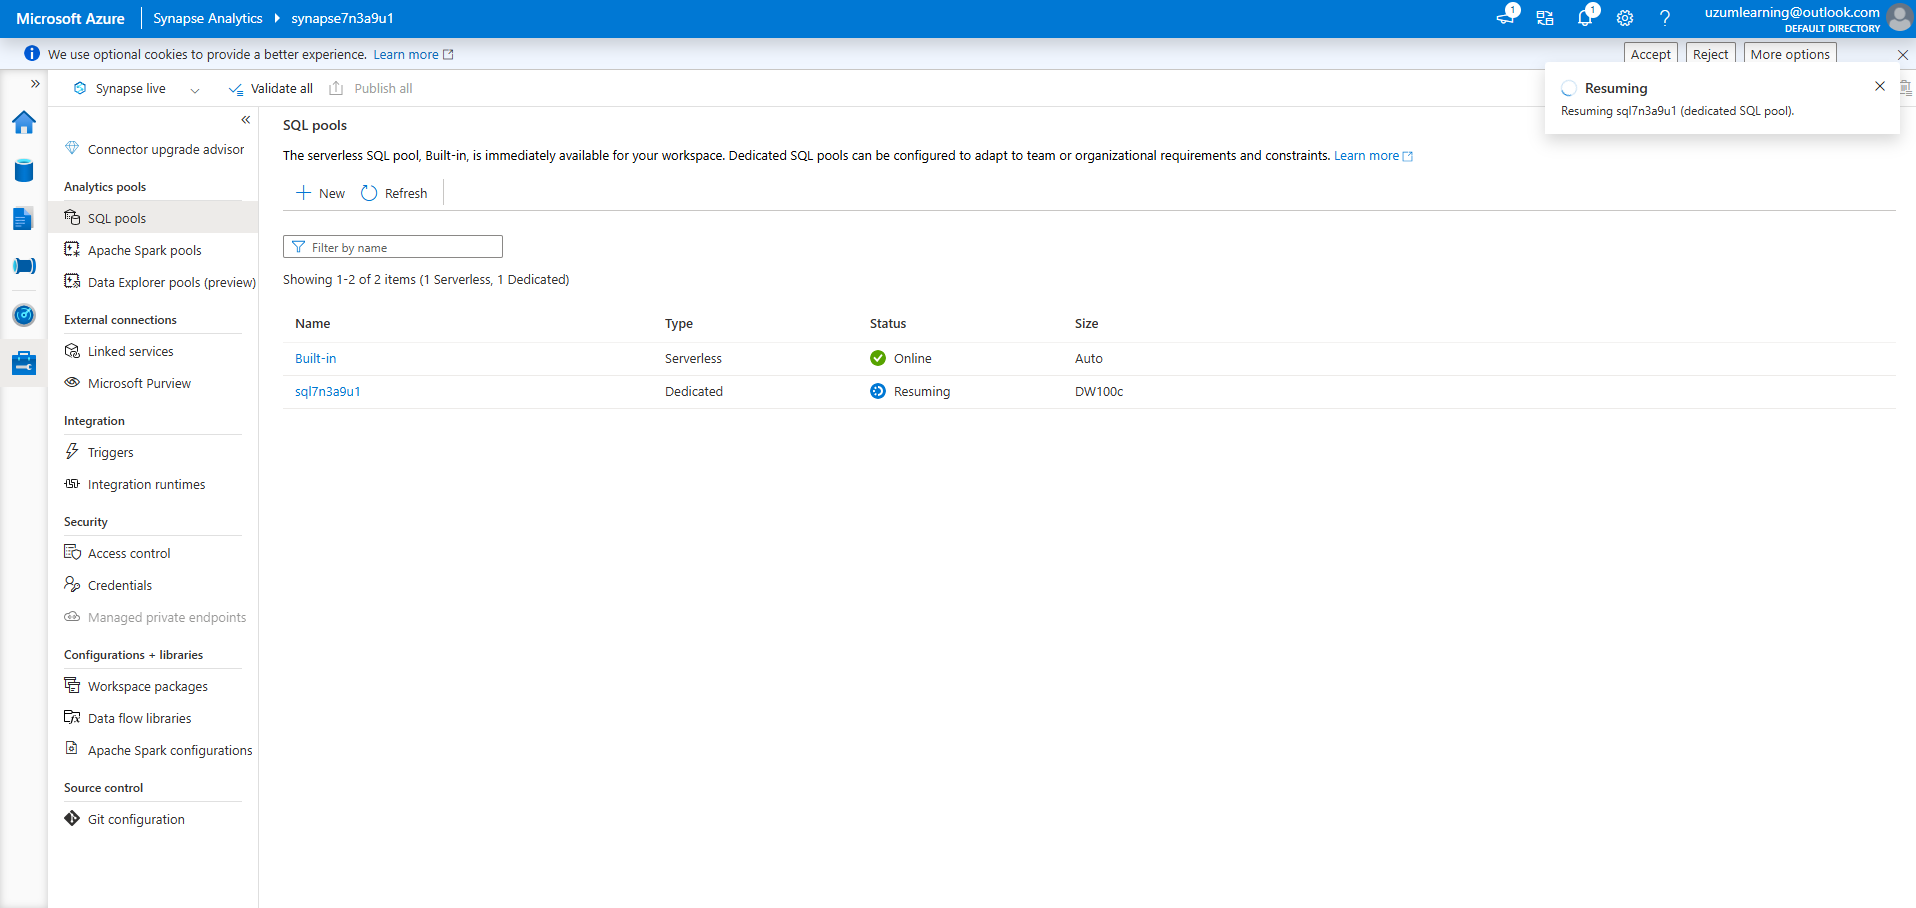 Microsoft Azure
Synapse Analytics
synapse7n3a9u1
1
1
uzumlearning@outlook.com
DEFAULT DIRECTORY
We use optional cookies to provide a better experience. Learn more
Accept
Reject
More options
Synapse live
Validate all
Publish all
Resuming
Resuming sql7n3a9u1 (dedicated SQL pool).
Connector upgrade advisor
Analytics pools
SQL pools
Apache Spark pools
Data Explorer pools (preview)
External connections
Linked services
Microsoft Purview
Integration
Triggers
Integration runtimes
Security
Access control
Credentials
Managed private endpoints
Configurations + libraries
Workspace packages
Data flow libraries
Apache Spark configurations
Source control
Git configuration
SQL pools
The serverless SQL pool, Built-in, is immediately available for your workspace. Dedicated SQL pools can be configured to adapt to team or organizational requirements and constraints. Learn more
New
Refresh
Filter by name
Showing 1-2 of 2 items (1 Serverless, 1 Dedicated)
Name Type Status Size
Built-in Serverless Online Auto
sql7n3a9u1 Dedicated Resuming DW100c